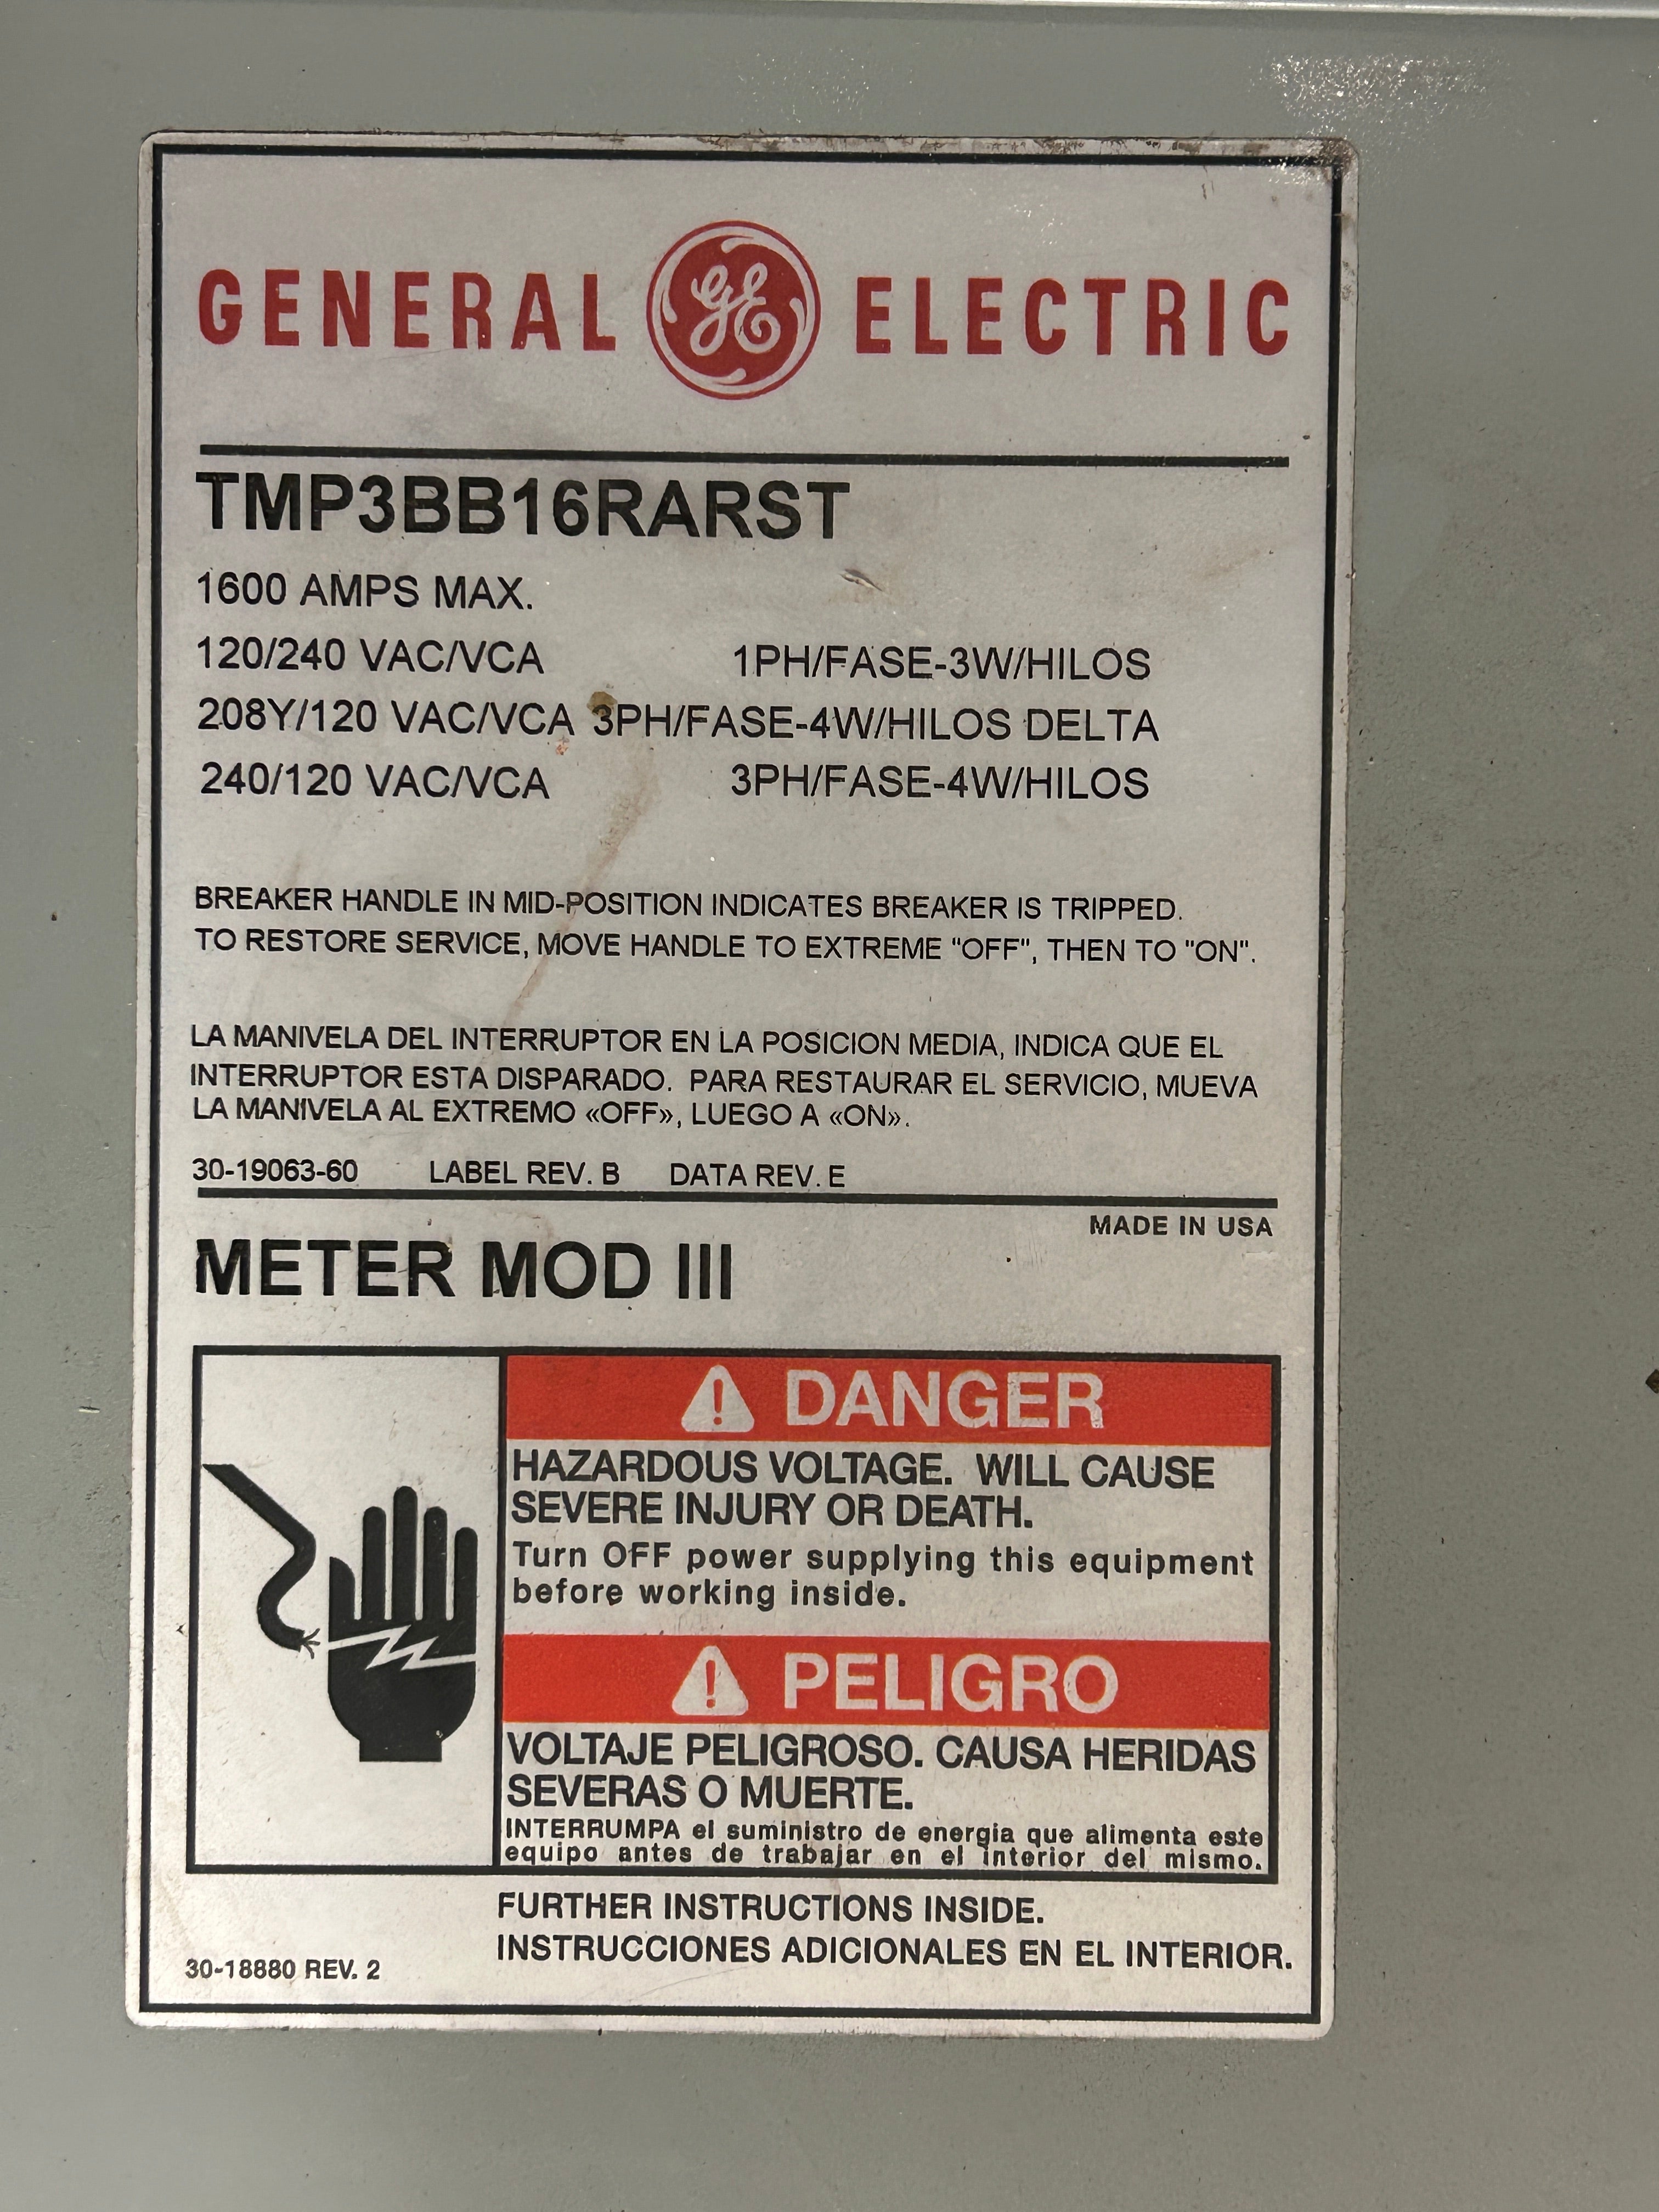 GENERAL GE ELECTRIC
TMP3BB16RARST
1600 AMPS MAX.
120/240 VAC/VCA 1PH/FASE-3W/HILOS
208Y/120 VAC/VCA 3PH/FASE-4W/HILOS DELTA
240/120 VAC/VCA 3PH/FASE-4W/HILOS
BREAKER HANDLE IN MID-POSITION INDICATES BREAKER IS TRIPPED.
TO RESTORE SERVICE, MOVE HANDLE TO EXTREME "OFF", THEN TO "ON".
LA MANIVELA DEL INTERRUPTOR EN LA POSICION MEDIA, INDICA QUE EL
INTERRUPTOR ESTA DISPARADO. PARA RESTAURAR EL SERVICIO, MUEVA
LA MANIVELA AL EXTREMO «OFF», LUEGO A «ON».
30-19063-60 LABEL REV. B DATA REV. E
MADE IN USA
METER MOD III
DANGER
HAZARDOUS VOLTAGE. WILL CAUSE
SEVERE INJURY OR DEATH.
Turn OFF power supplying this equipment
before working inside.
PELIGRO
VOLTAJE PELIGROSO. CAUSA HERIDAS
SEVERAS O MUERTE.
INTERRUMPA el suministro de energia que alimenta este
equipo antes de trabajar en el interior del mismo.
FURTHER INSTRUCTIONS INSIDE.
INSTRUCCIONES ADICIONALES EN EL INTERIOR.
30-18880 REV. 2